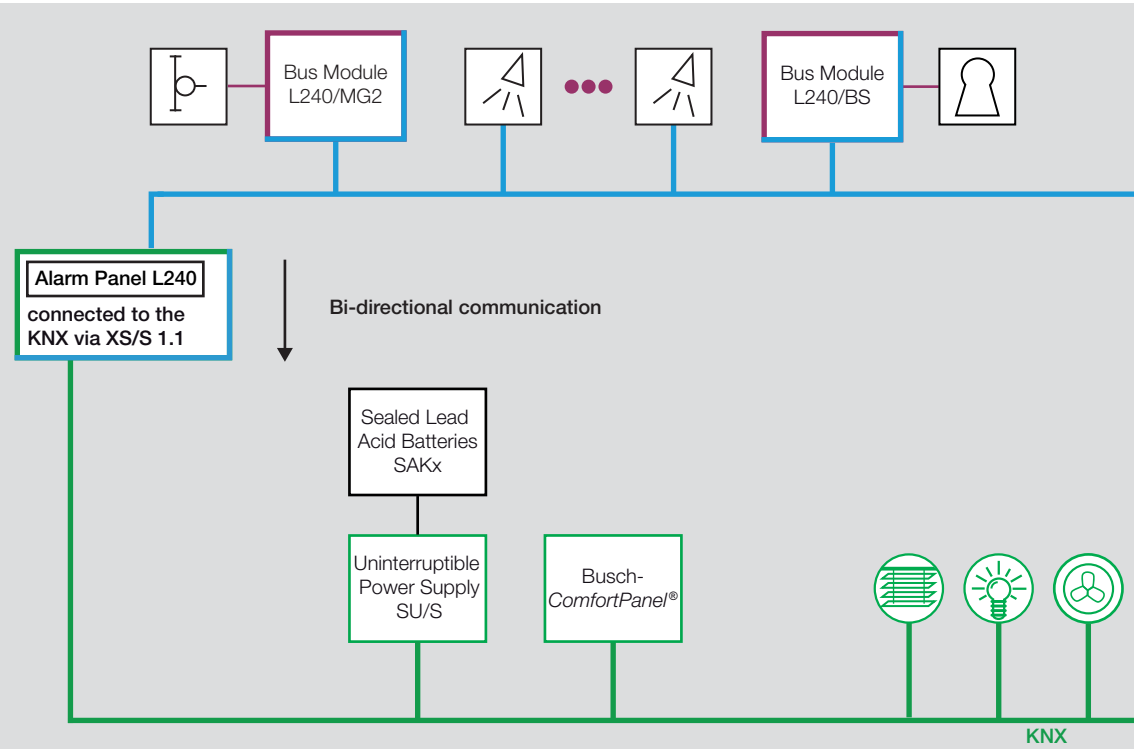 Bus Module
L240/MG2
Bus Module
L240/BS
Alarm Panel L240
connected to the
KNX via XS/S 1.1
Bi-directional communication
Sealed Lead
Acid Batteries
SAKx
Uninterruptible
Power Supply
SU/S
Busch-
ComfortPanel®
KNX